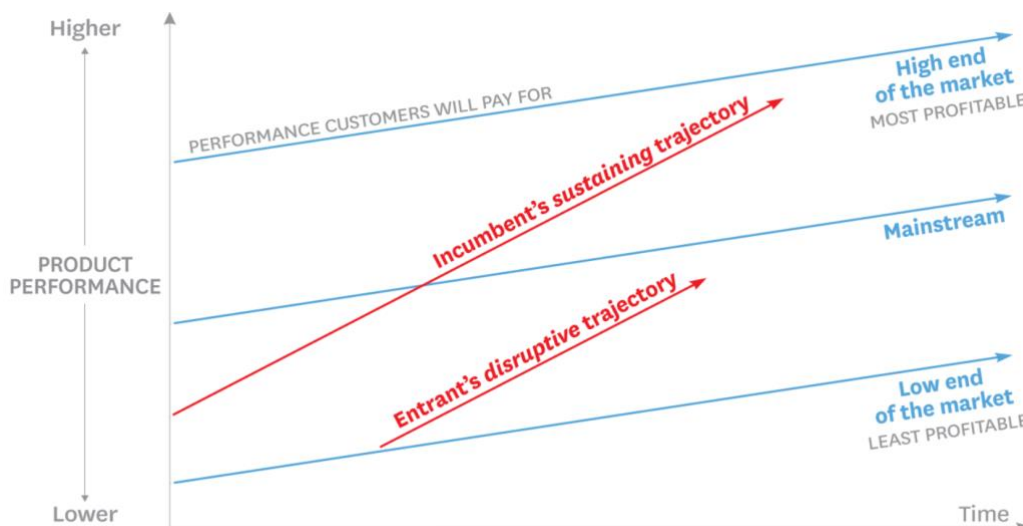 Higher
PERFORMANCE CUSTOMERS WILL PAY FOR
High end
of the market
MOST PROFITABLE
Incumbent's sustaining trajectory
Mainstream
PRODUCT
PERFORMANCE
Entrant's disruptive trajectory
Low end
of the market
LEAST PROFITABLE
Lower
Time